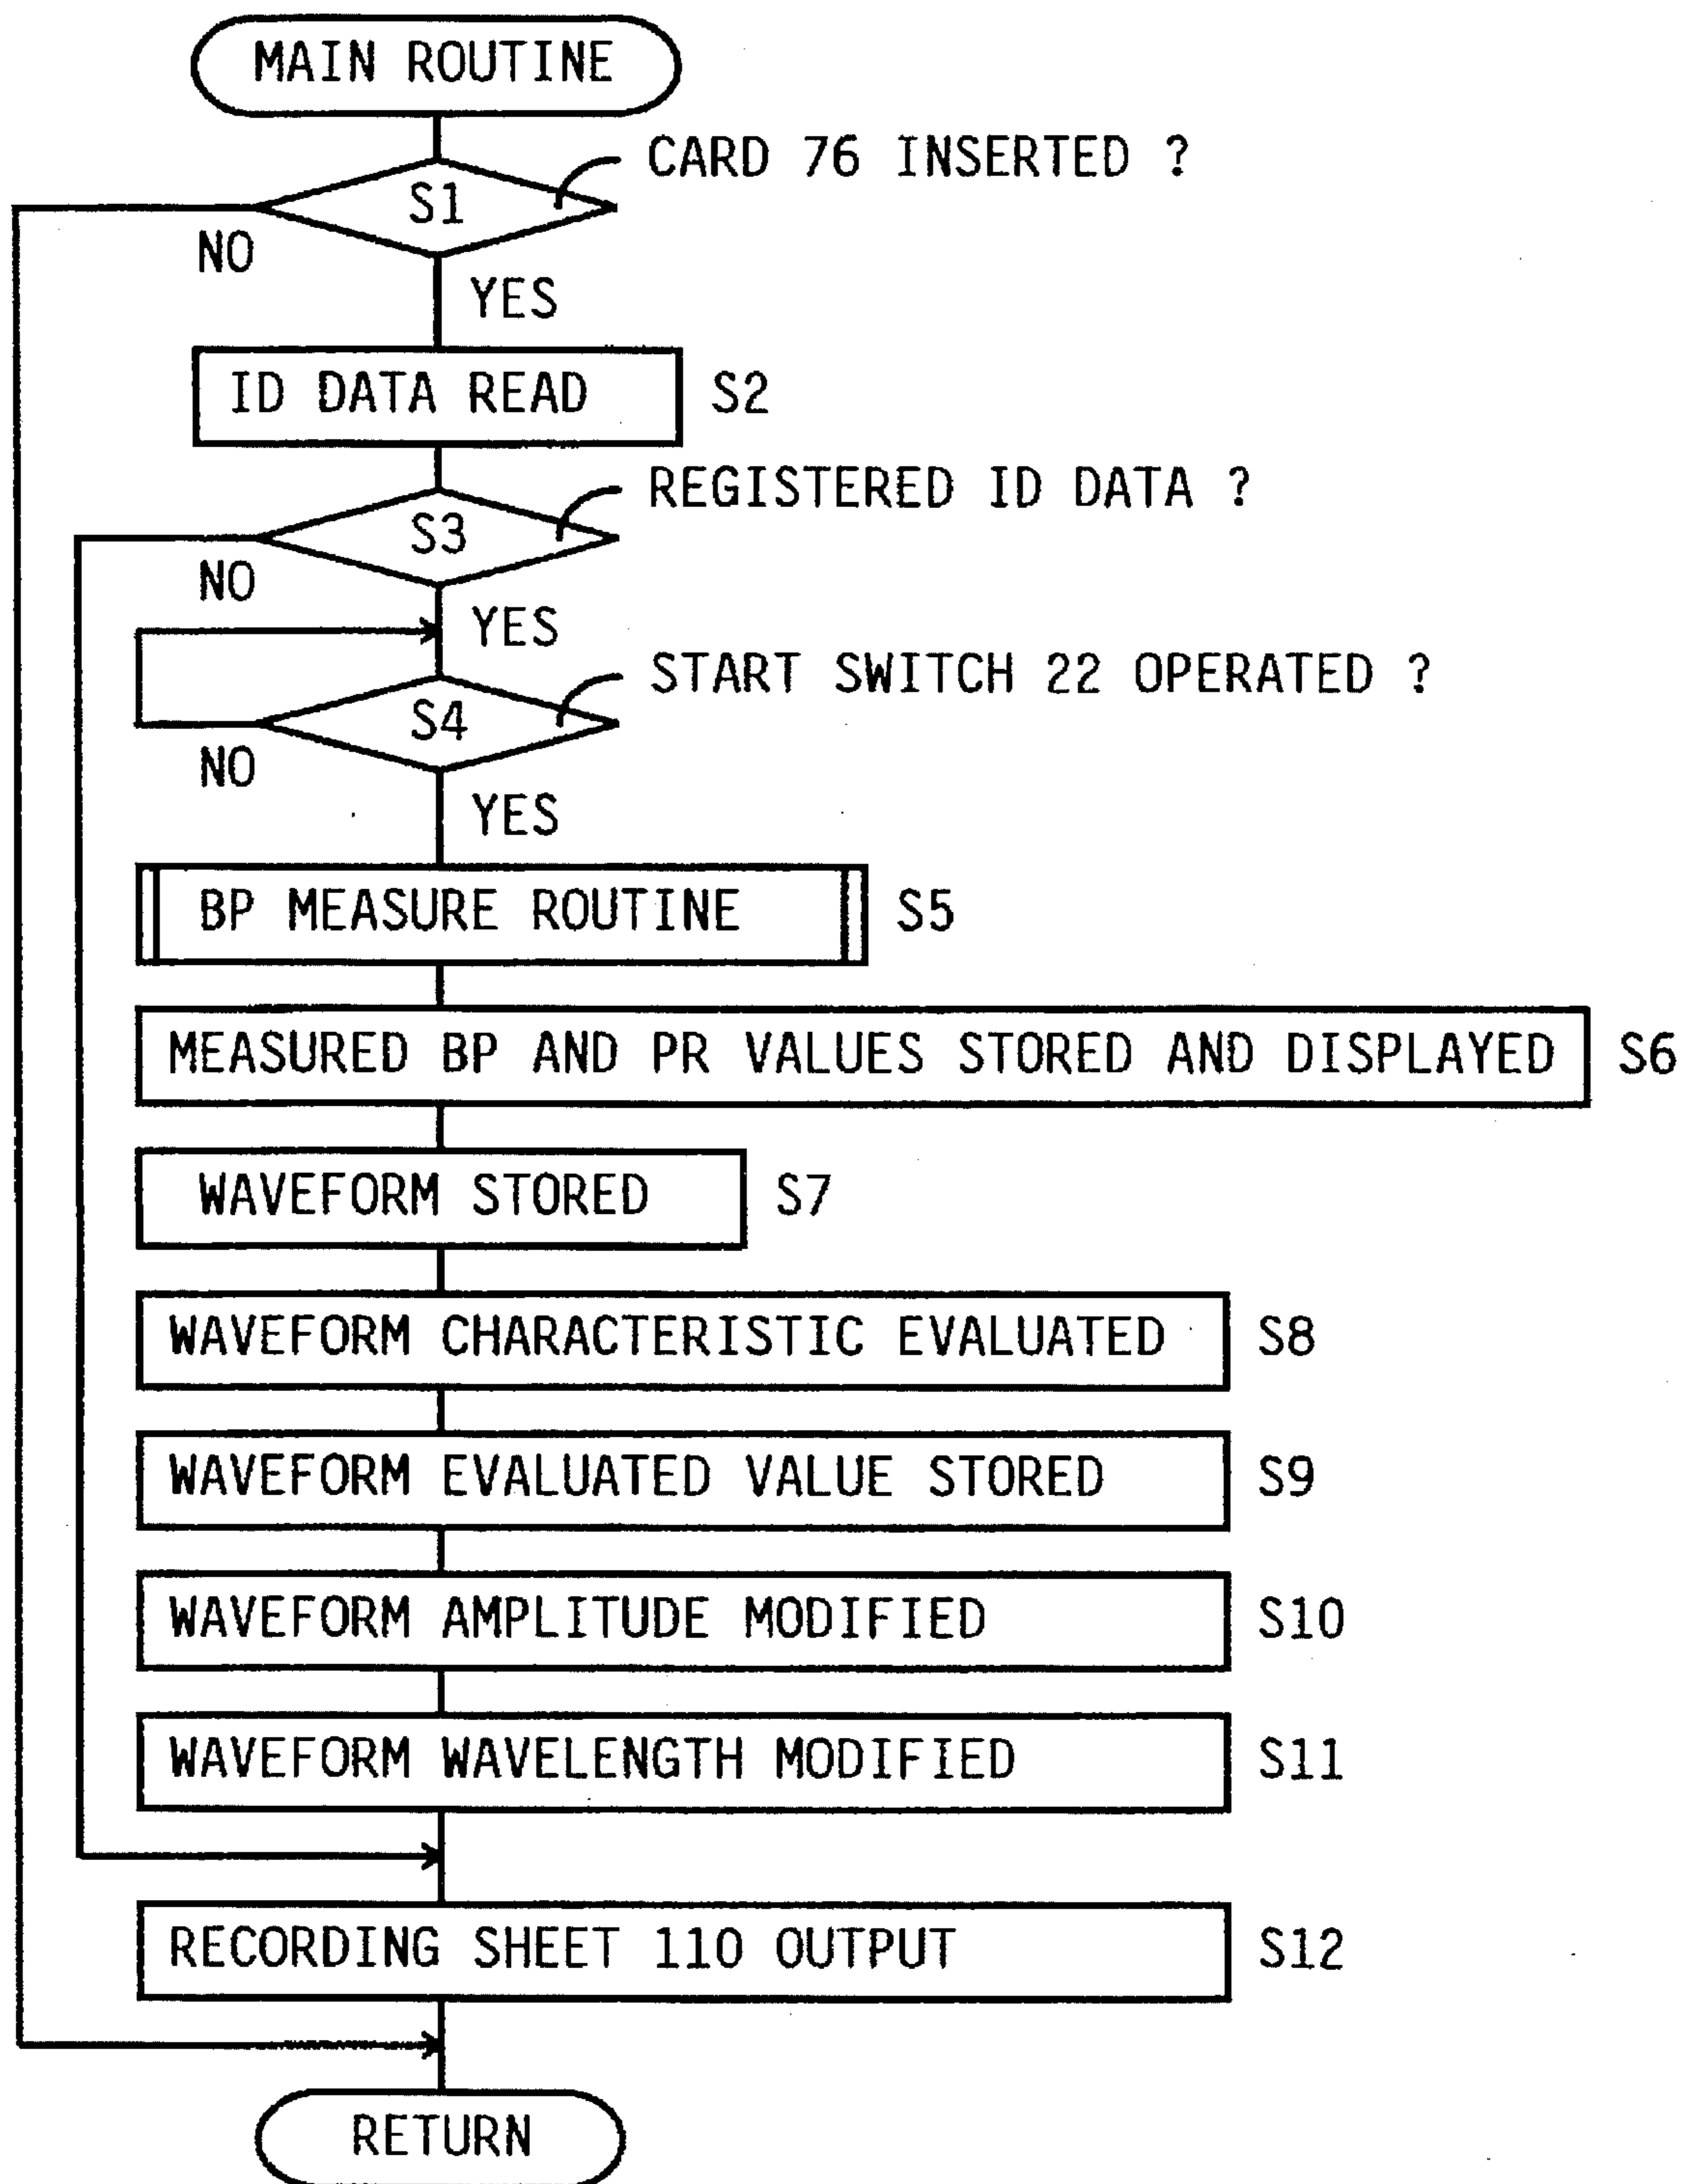 MAIN ROUTINE
CARD 76 INSERTED ?
S1
NO
YES
ID DATA READ S2
REGISTERED ID DATA ?
S3
NO
YES
START SWITCH 22 OPERATED ?
S4
NO
YES
BP MEASURE ROUTINE S5
MEASURED BP AND PR VALUES STORED AND DISPLAYED S6
WAVEFORM STORED S7
WAVEFORM CHARACTERISTIC EVALUATED S8
WAVEFORM EVALUATED VALUE STORED S9
WAVEFORM AMPLITUDE MODIFIED S10
WAVEFORM WAVELENGTH MODIFIED S11
RECORDING SHEET 110 OUTPUT S12
RETURN